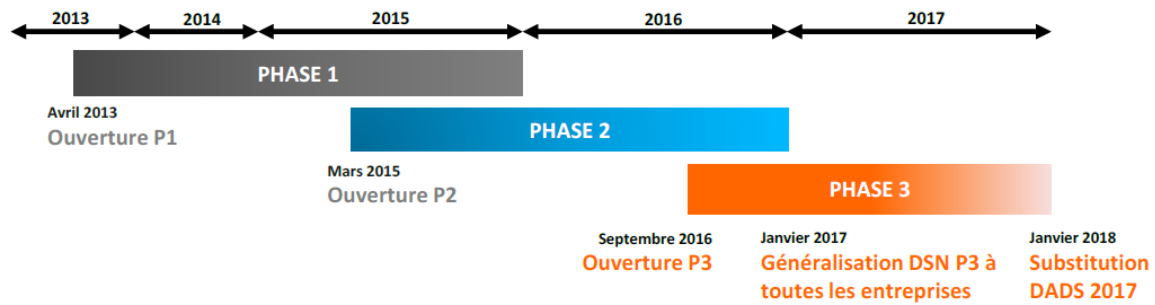 2013 2014 2015 2016 2017
PHASE 1
Avril 2013
Ouverture P1
PHASE 2
Mars 2015
Ouverture P2
PHASE 3
Septembre 2016
Ouverture P3
Janvier 2017
Généralisation DSN P3 à
toutes les entreprises
Janvier 2018
Substitution
DADS 2017